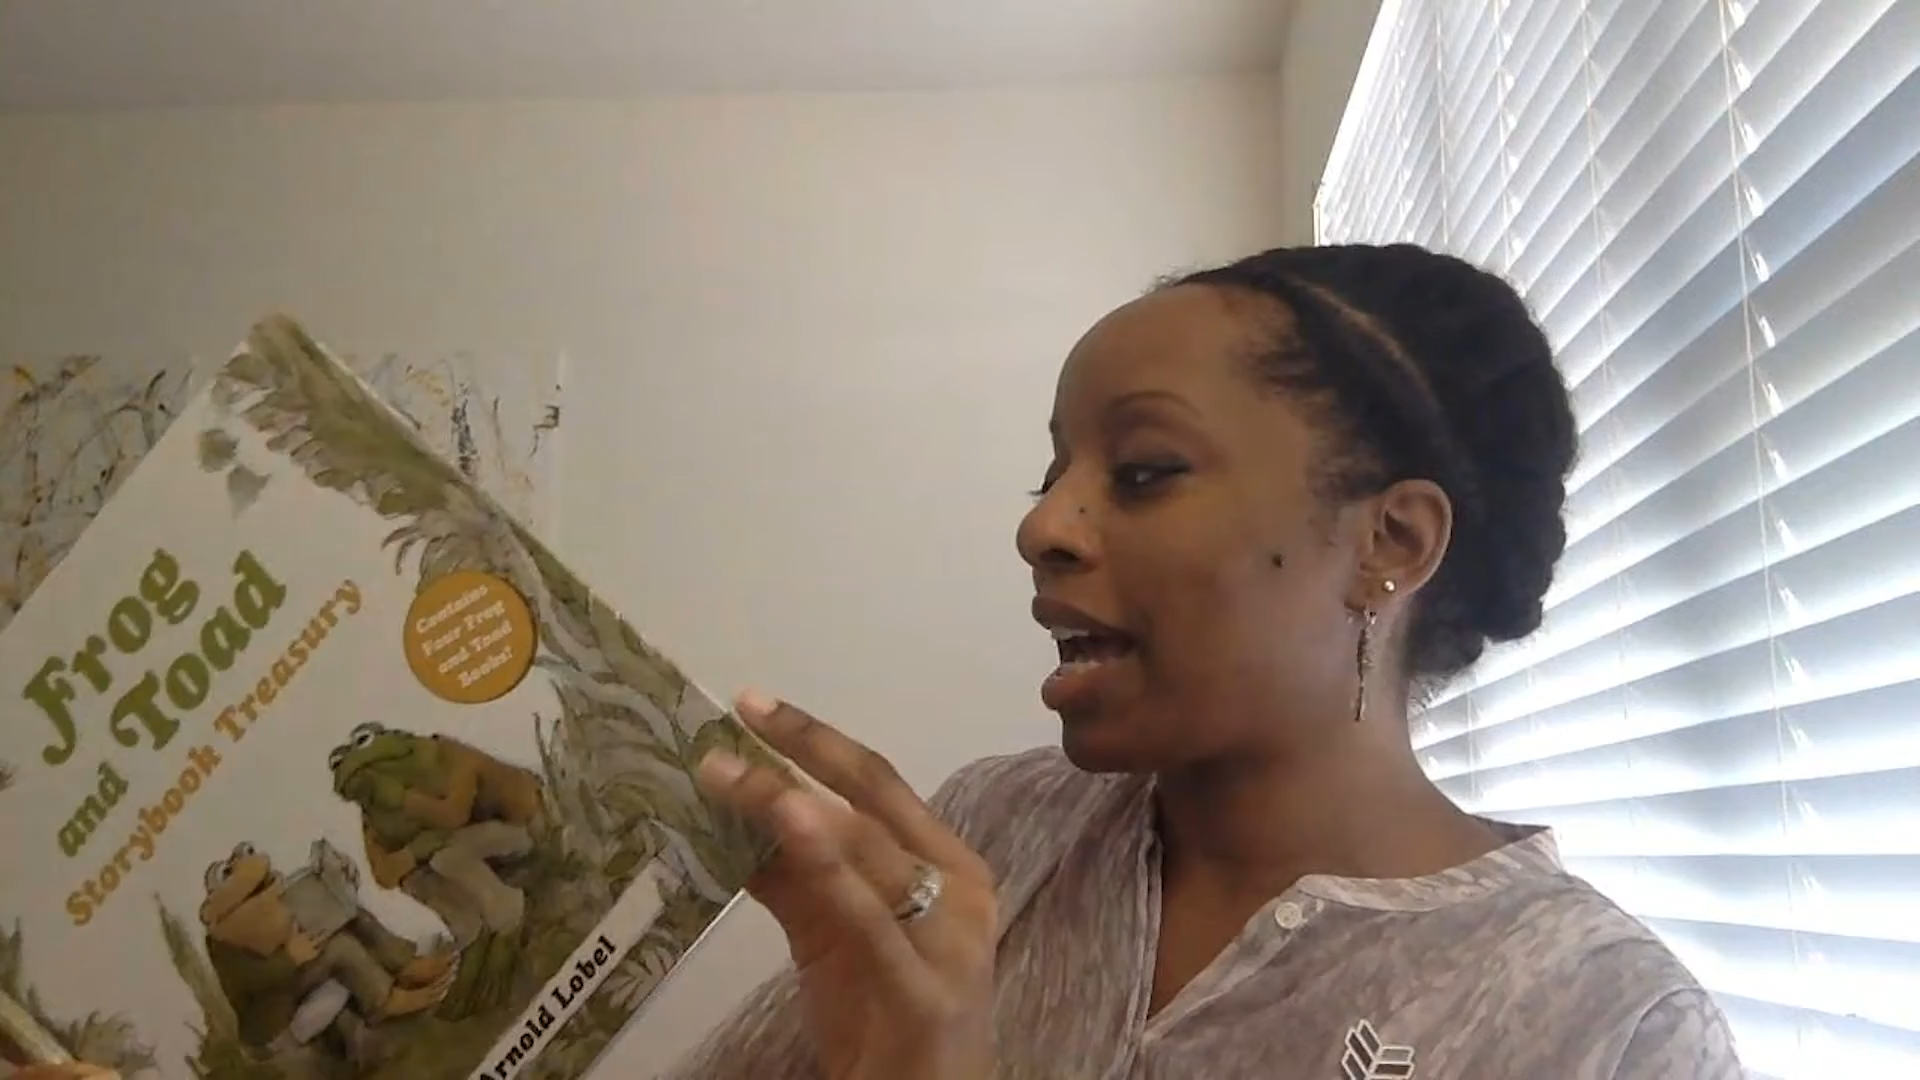 Frog
and Toad
Storybook Treasury
Contains
Four Frog
and Toad
Books!
Arnold Lobel